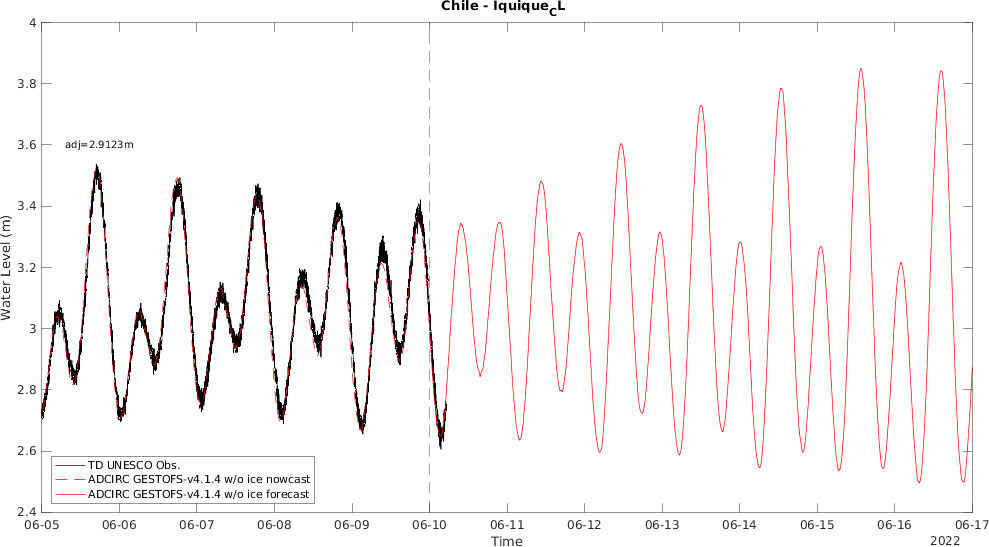 Chile - Iquique_CL
4
3.8
3.6
3.4
3.2
3
2.8
2.6
2.4
Water Level (m)
adj=2.9123m
TD UNESCO Obs.
ADCIRC GESTOFS-v4.1.4 w/o ice nowcast
ADCIRC GESTOFS-v4.1.4 w/o ice forecast
06-05 06-06 06-07 06-08 06-09 06-10 06-11 06-12 06-13 06-14 06-15 06-16 06-17
Time
2022